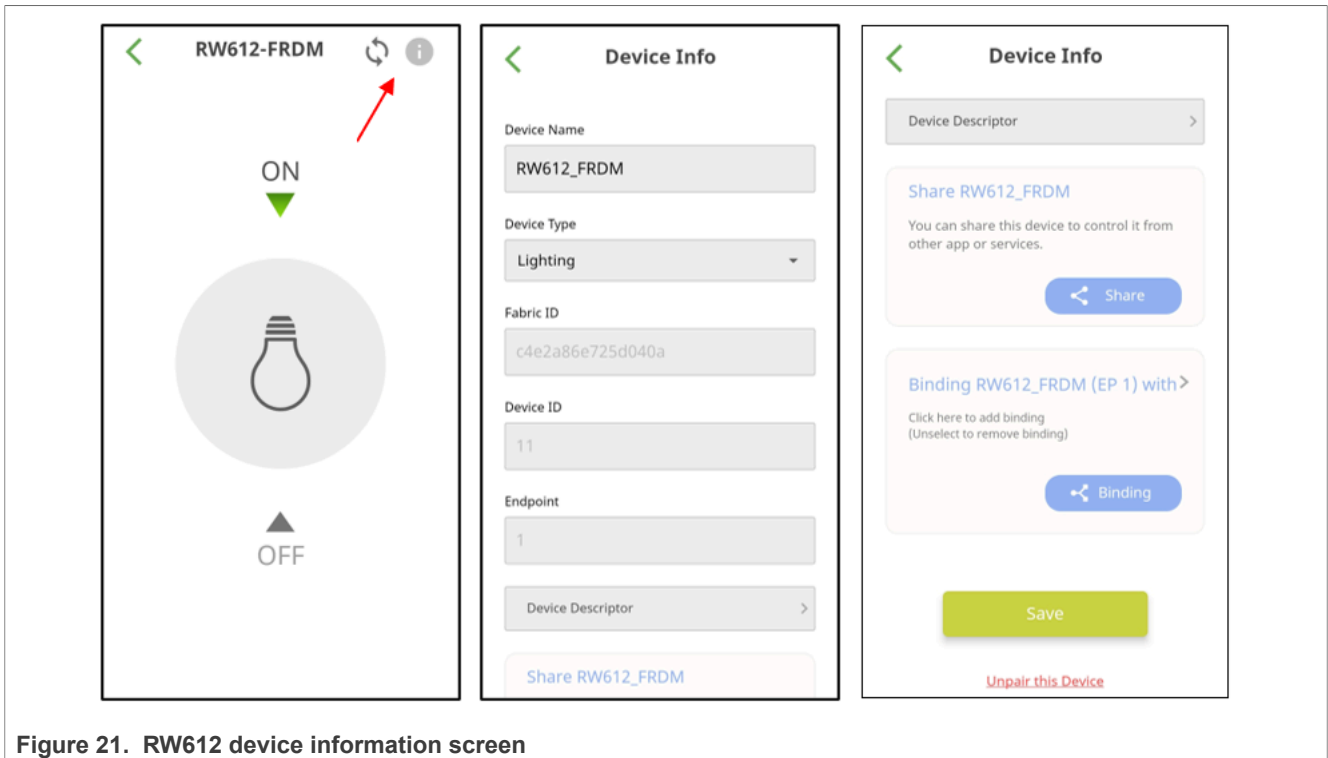 RW612-FRDM
ON
OFF
Device Info
Device Name
RW612_FRDM
Device Type
Lighting
Fabric ID
c4e2a86e725d040a
Device ID
11
Endpoint
1
Device Descriptor
Share RW612_FRDM
Device Info
Device Descriptor
Share RW612_FRDM
You can share this device to control it from
other app or services.
Share
Binding RW612_FRDM (EP 1) with
Click here to add binding
(Unselect to remove binding)
Binding
Save
Unpair this Device
Figure 21. RW612 device information screen